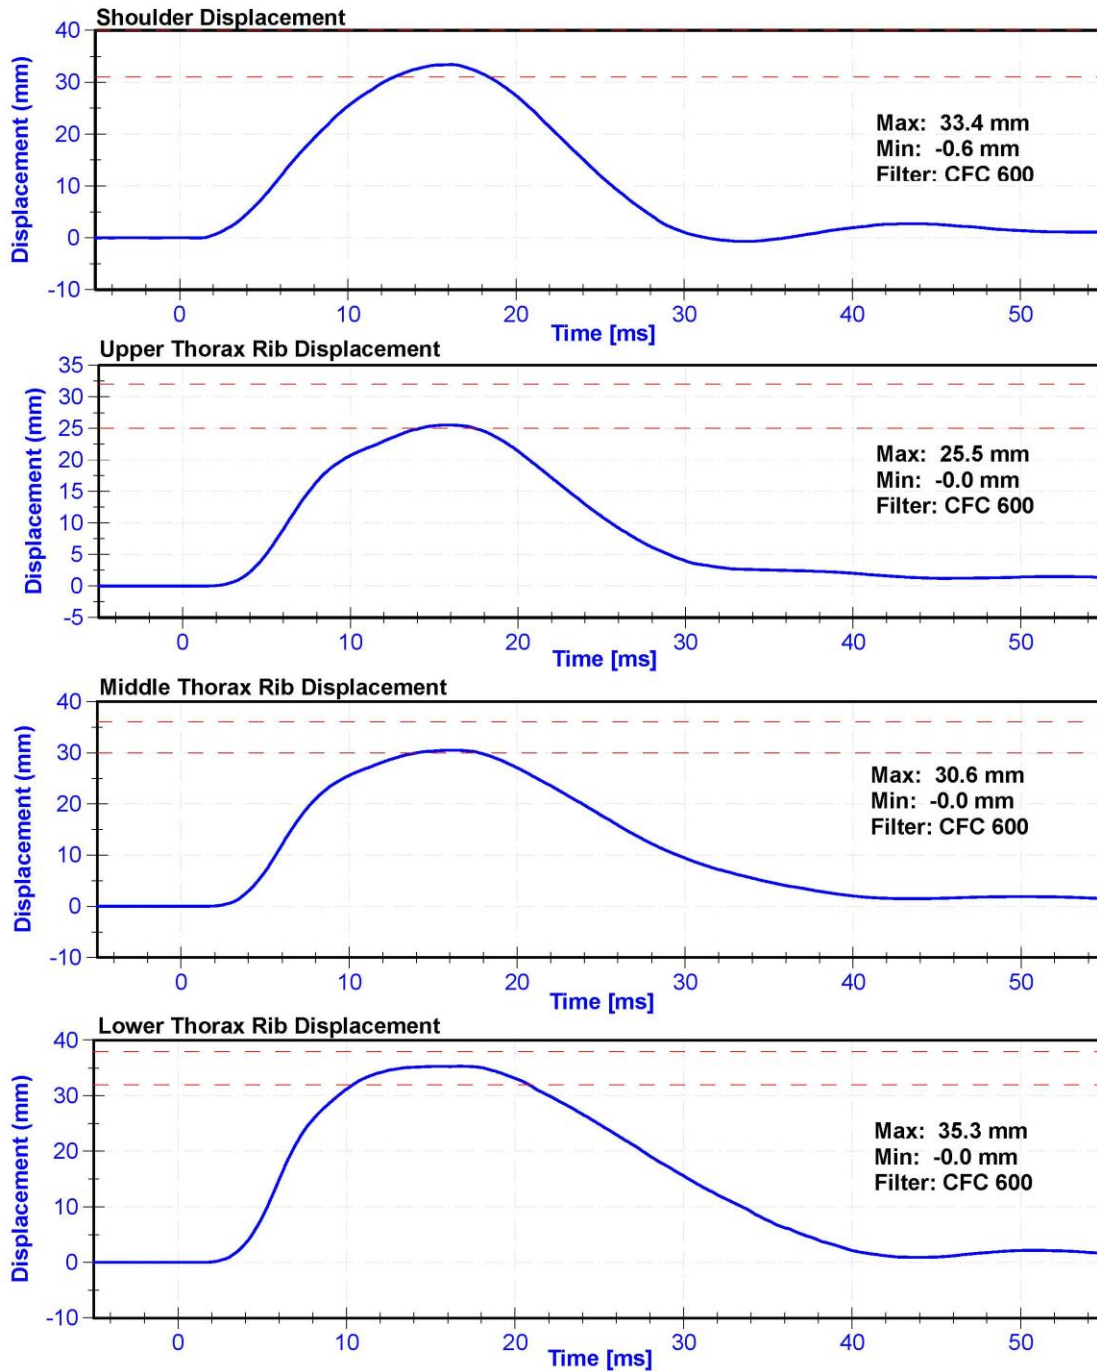 Shoulder Displacement
40
30
20
10
0
-10
Displacement (mm)
Max: 33.4 mm
Min: -0.6 mm
Filter: CFC 600
0 10 20 30 40 50
Time [ms]
Upper Thorax Rib Displacement
35
30
25
20
15
10
5
0
-5
Displacement (mm)
Max: 25.5 mm
Min: -0.0 mm
Filter: CFC 600
0 10 20 30 40 50
Time [ms]
Middle Thorax Rib Displacement
40
30
20
10
0
-10
Displacement (mm)
Max: 30.6 mm
Min: -0.0 mm
Filter: CFC 600
0 10 20 30 40 50
Time [ms]
Lower Thorax Rib Displacement
40
30
20
10
0
-10
Displacement (mm)
Max: 35.3 mm
Min: -0.0 mm
Filter: CFC 600
0 10 20 30 40 50
Time [ms]